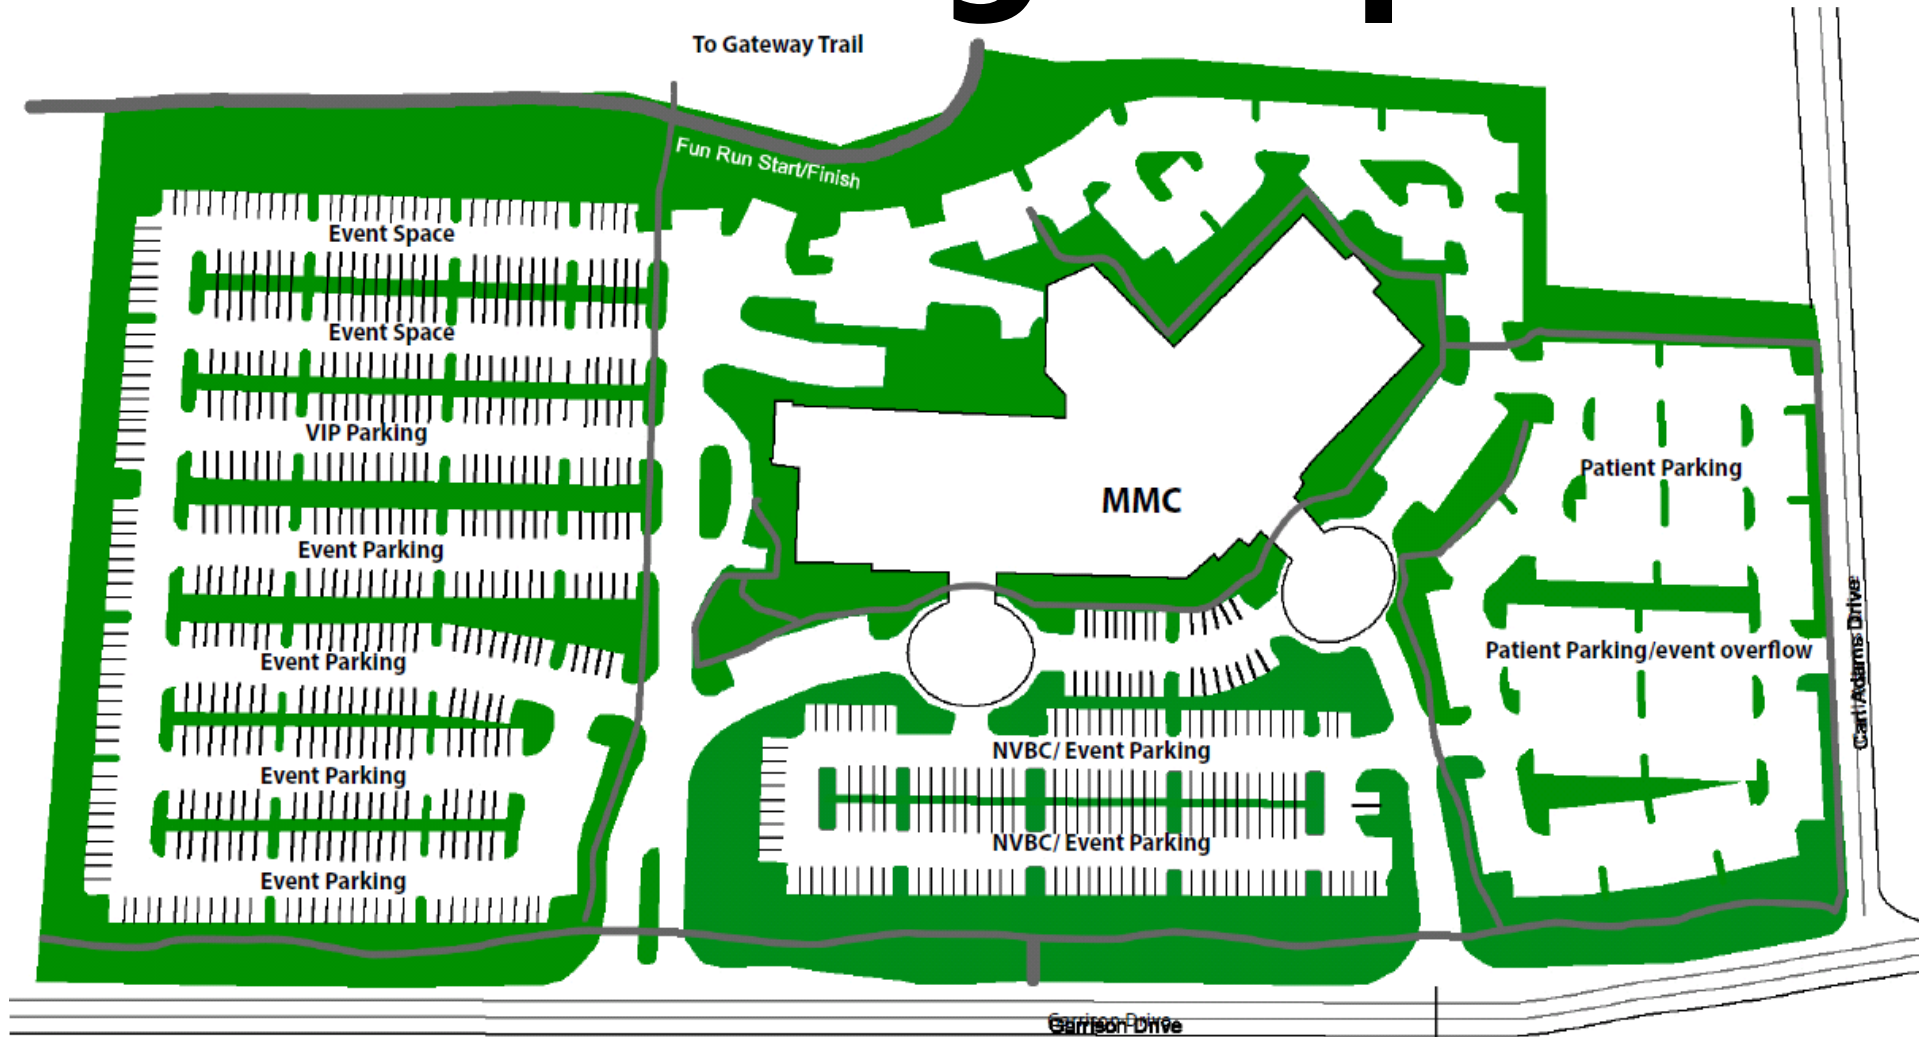 To Gateway Trail
Fun Run Start/Finish
Event Space
Event Space
VIP Parking
Event Parking
Event Parking
Event Parking
Event Parking
MMC
NVBC/ Event Parking
NVBC/ Event Parking
Patient Parking
Patient Parking/event overflow
Carl Adams Drive
Garrison Drive